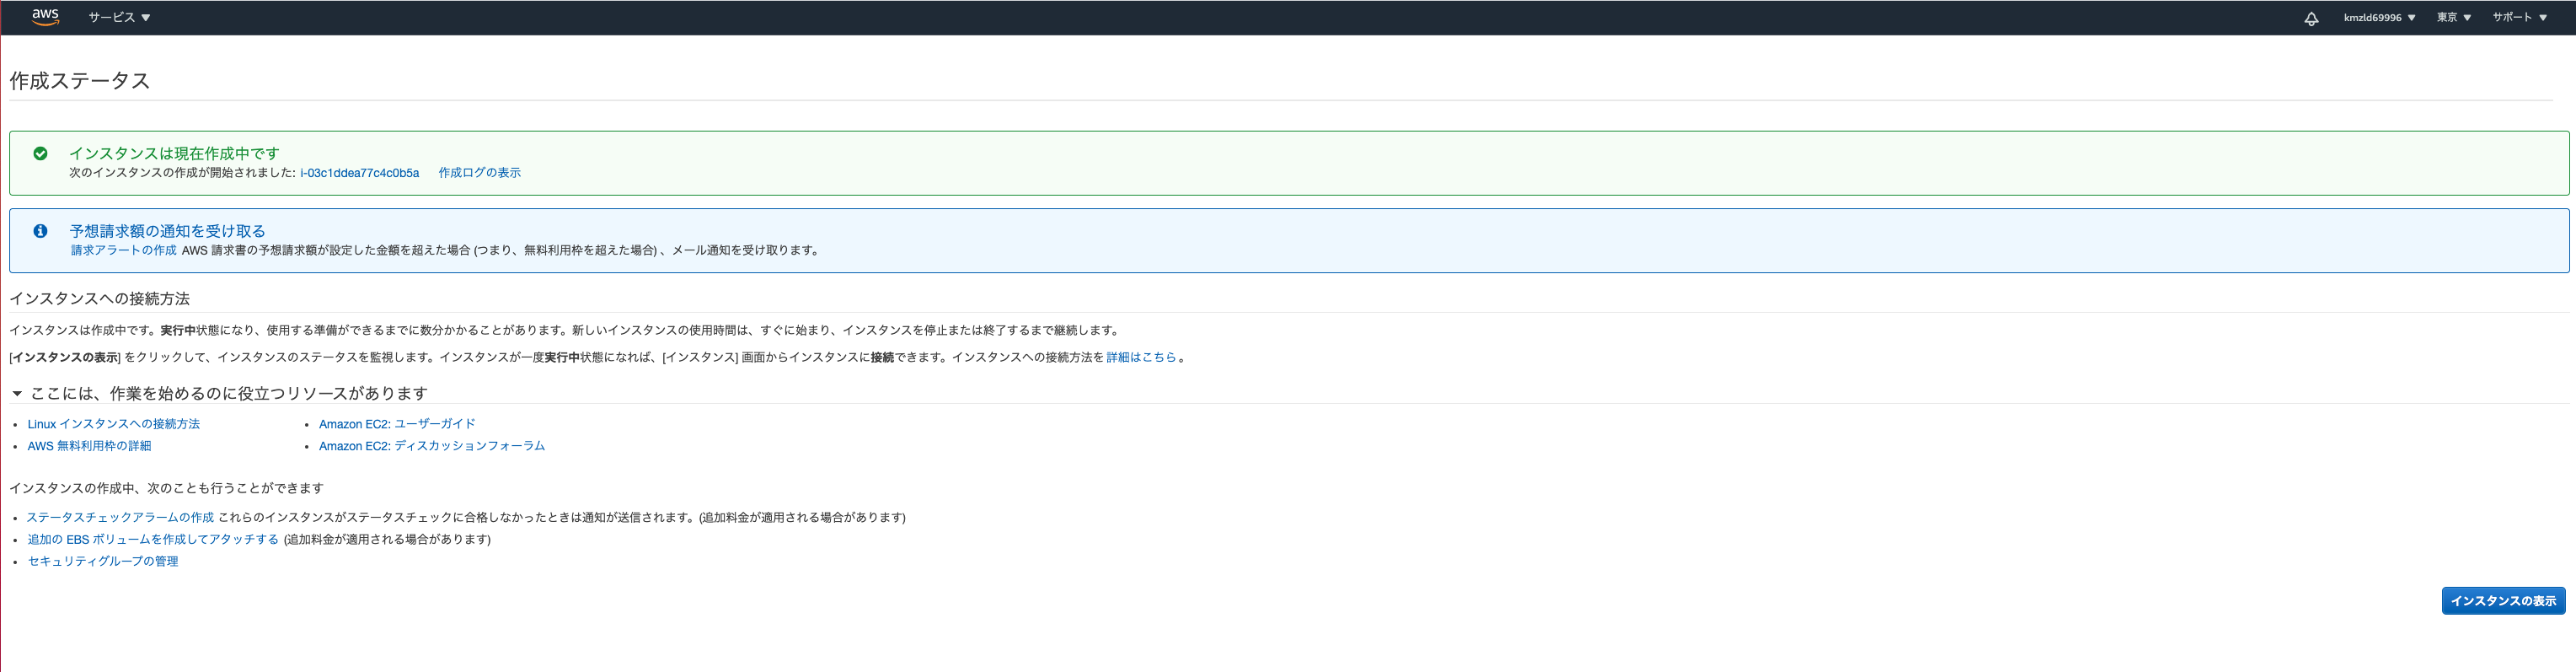 aws サービス kmzld69996 東京 サポート
作成ステータス
インスタンスは現在作成中です
次のインスタンスの作成が開始されました: i-03c1ddea77c4c0b5a 作成ログの表示
予想請求額の通知を受け取る
請求アラートの作成 AWS 請求書の予想請求額が設定した金額を超えた場合 (つまり、無料利用枠を超えた場合) 、メール通知を受け取ります。
インスタンスへの接続方法
インスタンスは作成中です。実行中状態になり、使用する準備ができるまでに数分かかることがあります。新しいインスタンスの使用時間は、すぐに始まり、インスタンスを停止または終了するまで継続します。
[インスタンスの表示] をクリックして、インスタンスのステータスを監視します。インスタンスが一度実行中状態になれば、[インスタンス] 画面からインスタンスに接続できます。インスタンスへの接続方法を 詳細はこちら 。
ここには、作業を始めるのに役立つリソースがあります
• Linux インスタンスへの接続方法 • Amazon EC2: ユーザーガイド
• AWS 無料利用枠の詳細 • Amazon EC2: ディスカッションフォーラム
インスタンスの作成中、次のことも行うことができます
• ステータスチェックアラームの作成 これらのインスタンスがステータスチェックに合格しなかったときは通知が送信されます。(追加料金が適用される場合があります)
• 追加の EBS ボリュームを作成してアタッチする (追加料金が適用される場合があります)
• セキュリティグループの管理
インスタンスの表示